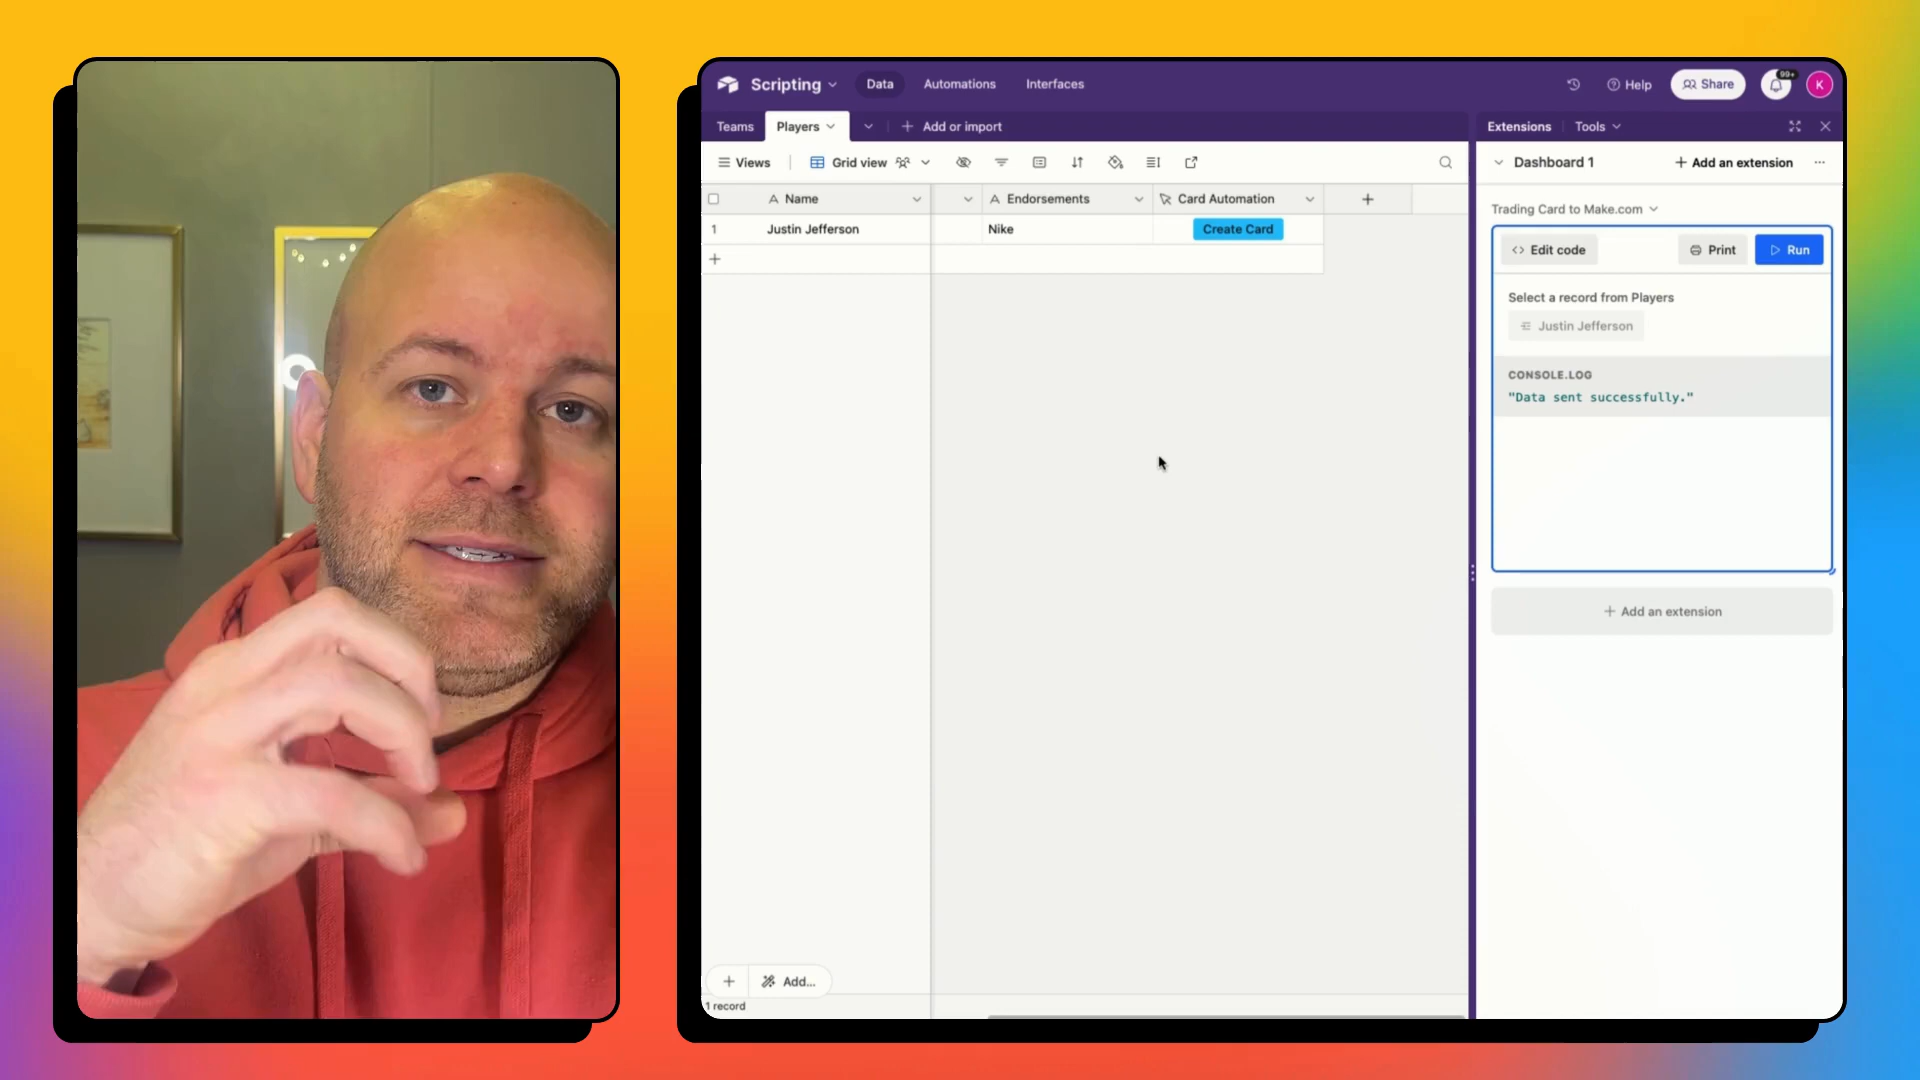 Scripting
Data
Automations
Interfaces
Help
Share
99+
K
Teams
Players
Add or import
Extensions
Tools
Views
Grid view
Dashboard 1
Add an extension
Name
Endorsements
Card Automation
1
Justin Jefferson
Nike
Create Card
Trading Card to Make.com
Edit code
Print
Run
Select a record from Players
Justin Jefferson
CONSOLE.LOG
"Data sent successfully."
Add an extension
Add...
1 record